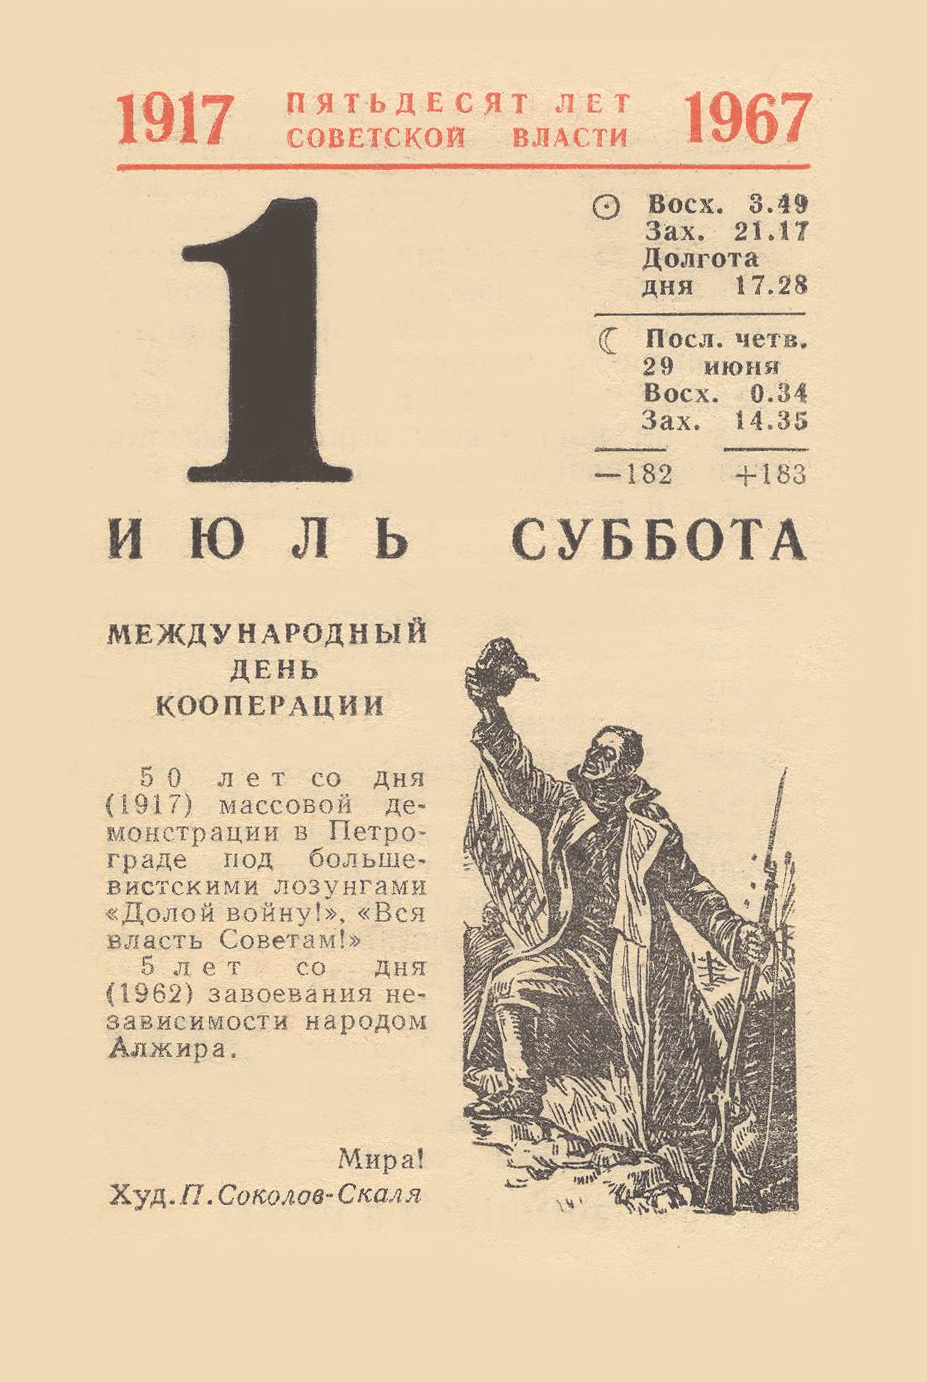 1917 ПЯТЬДЕСЯТ ЛЕТ 1967
СОВЕТСКОЙ ВЛАСТИ
1
Восх. 3.49
Зах. 21.17
Долгота
дня 17.28
Посл. четв.
29 июня
Восх. 0.34
Зах. 14.35
—182 +183
ИЮЛЬ СУББОТА
МЕЖДУНАРОДНЫЙ
ДЕНЬ
КООПЕРАЦИИ
50 лет со дня
(1917) массовой де-
монстрации в Петро-
граде под больше-
вистскими лозунгами
«Долой войну!», «Вся
власть Советам!»
5 лет со дня
(1962) завоевания не-
зависимости народом
Алжира.
Мира!
Худ. П. Соколов-Скаля